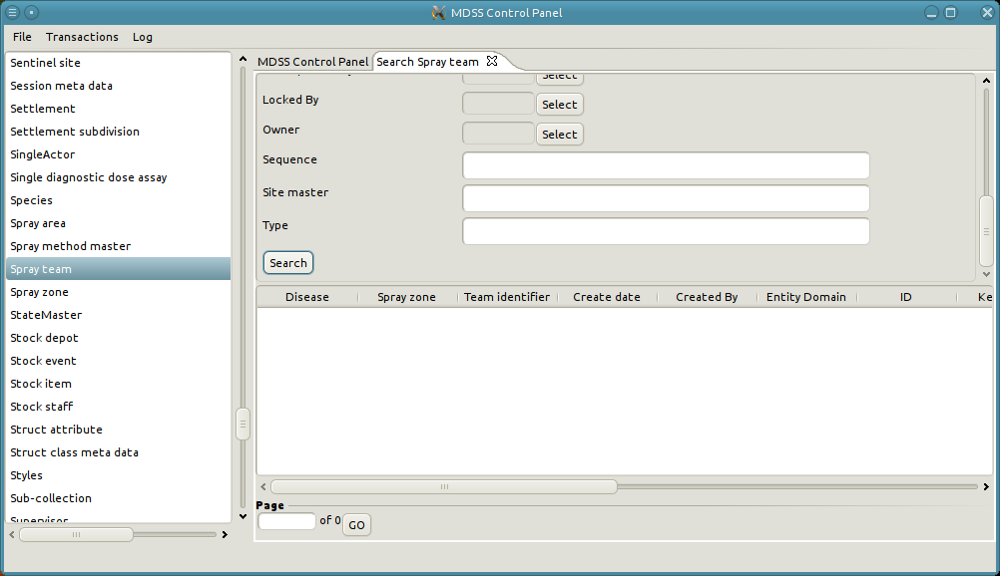 MDSS Control Panel
File Transactions Log
Sentinel site
Session meta data
Settlement
Settlement subdivision
SingleActor
Single diagnostic dose assay
Species
Spray area
Spray method master
Spray team
Spray zone
StateMaster
Stock depot
Stock event
Stock item
Stock staff
Struct attribute
Struct class meta data
Styles
Sub-collection
Supervisor
MDSS Control Panel Search Spray team
Select
Locked By Select
Owner Select
Sequence
Site master
Type
Search
Disease Spray zone Team identifier Create date Created By Entity Domain ID Ke
Page
of 0 GO